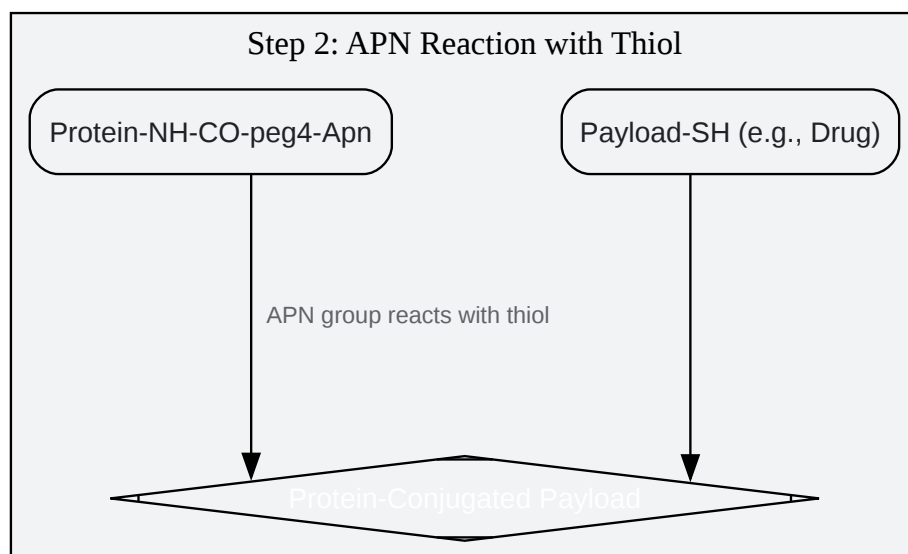 Step 2: APN Reaction with Thiol
Protein-NH-CO-peg4-Apn
Payload-SH (e.g., Drug)
APN group reacts with thiol
Protein-Conjugated Payload